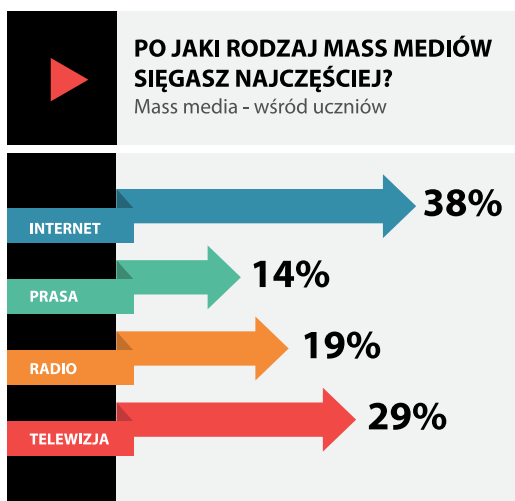 PO JAKI RODZAJ MASS MEDIÓW
SIĘGASZ NAJCZĘŚCIEJ?
Mass media - wśród uczniów
38%
INTERNET
14%
PRASA
19%
RADIO
29%
TELEWIZJA